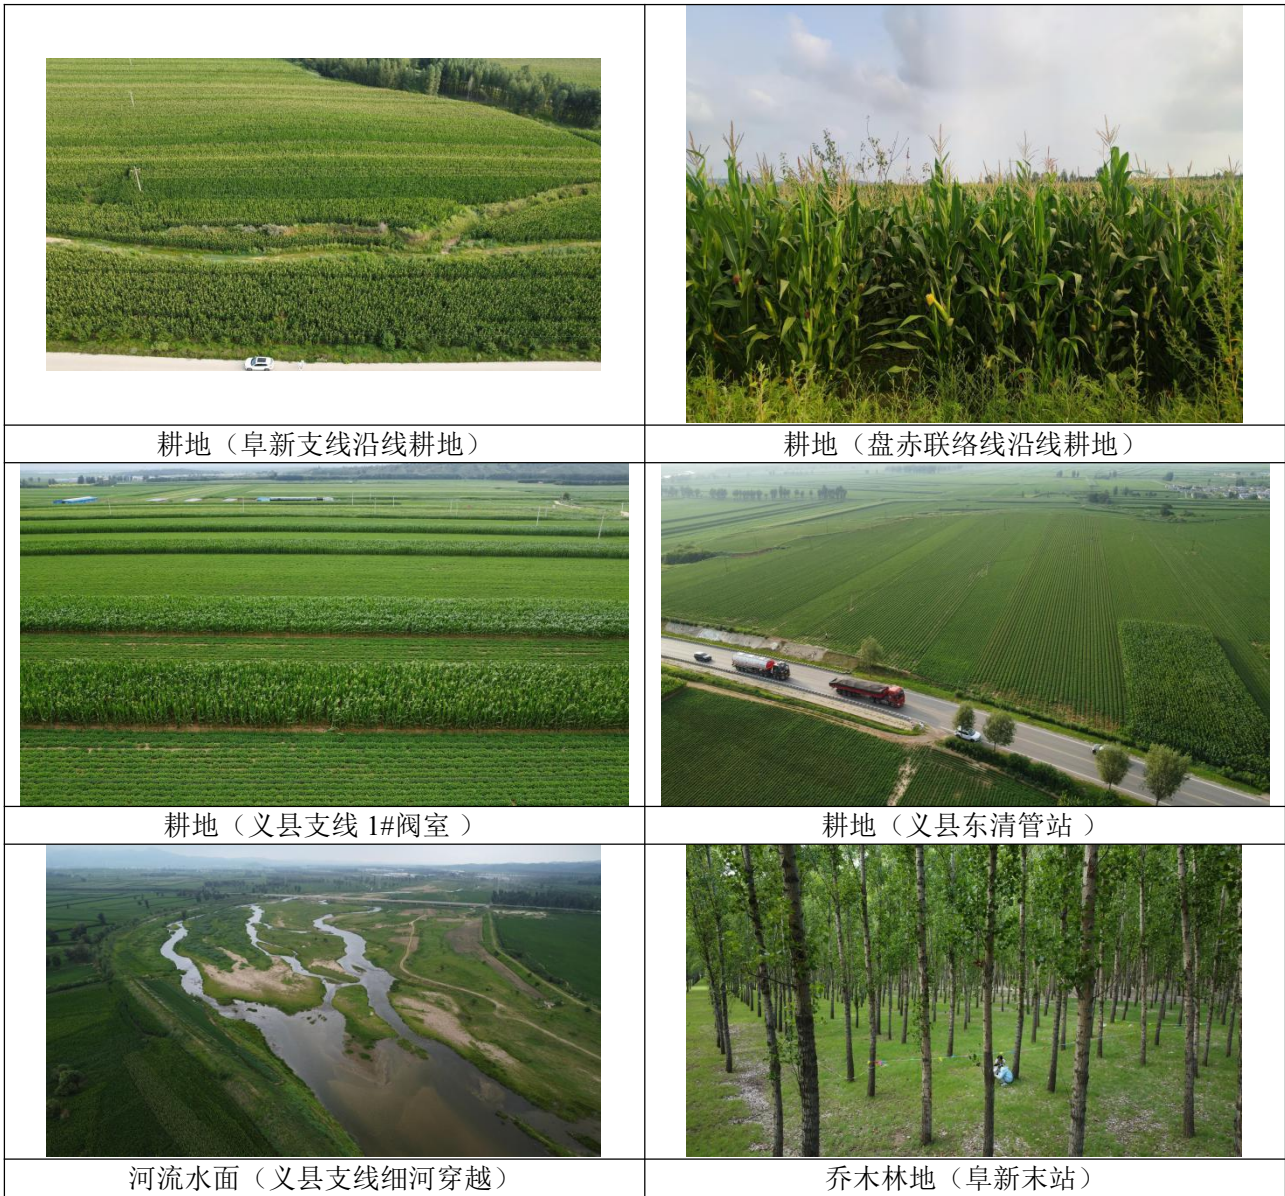 耕地（阜新支线沿线耕地）
耕地（盘赤联络线沿线耕地）
耕地（义县支线 1#阀室 ）
耕地（义县东清管站 ）
河流水面（义县支线细河穿越）
乔木林地（阜新末站）